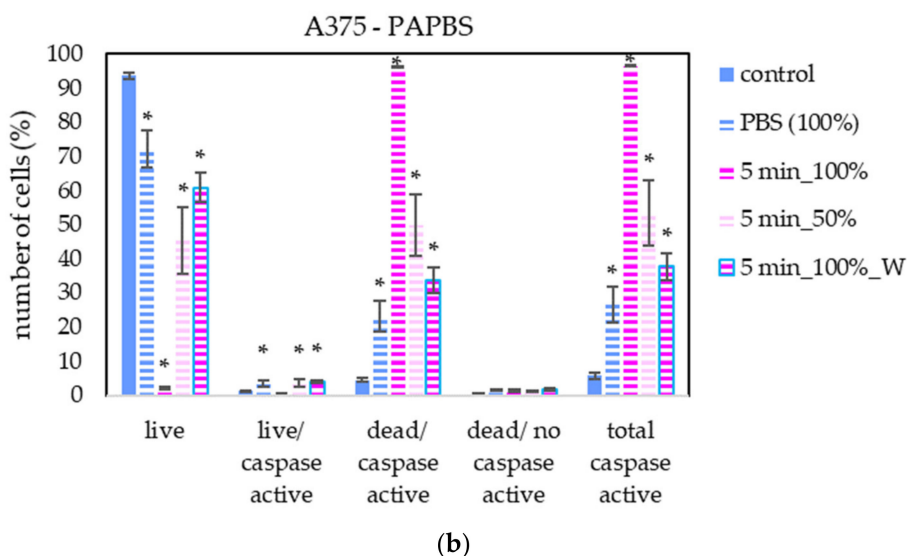 A375 - PAPBS
number of cells (%)
100
90
80
70
60
50
40
30
20
10
0
* * * *
* * *
* * * *
* * * *
live
live/
caspase
active
dead/
caspase
active
dead/ no
caspase
active
total
caspase
active
control
PBS (100%)
5 min_100%
5 min_50%
5 min_100%_W
(b)